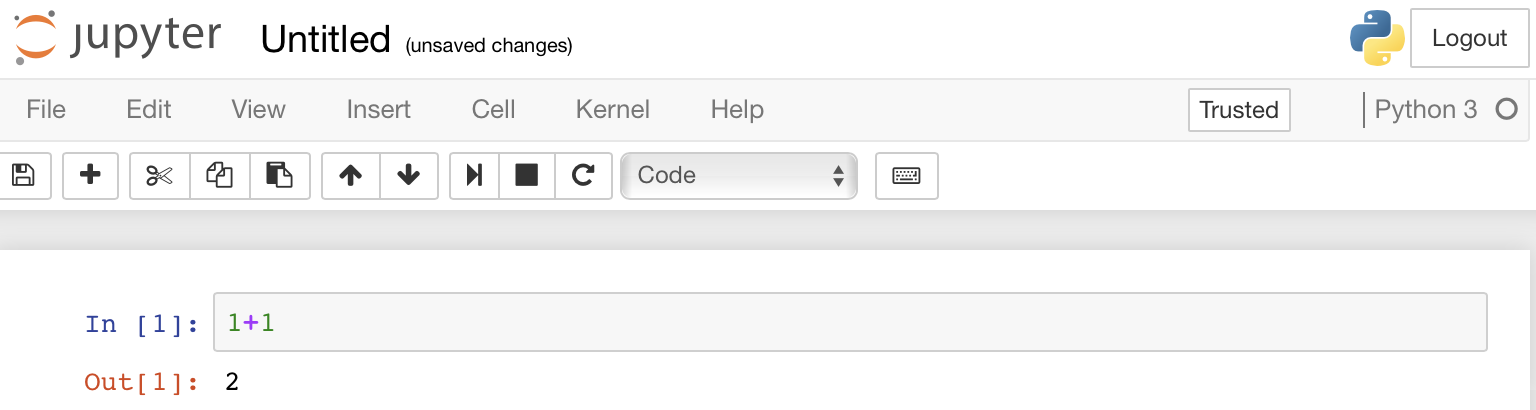 jupyter Untitled (unsaved changes) Logout
File Edit View Insert Cell Kernel Help Trusted Python 3
Code
In [1]: 1+1
Out[1]: 2